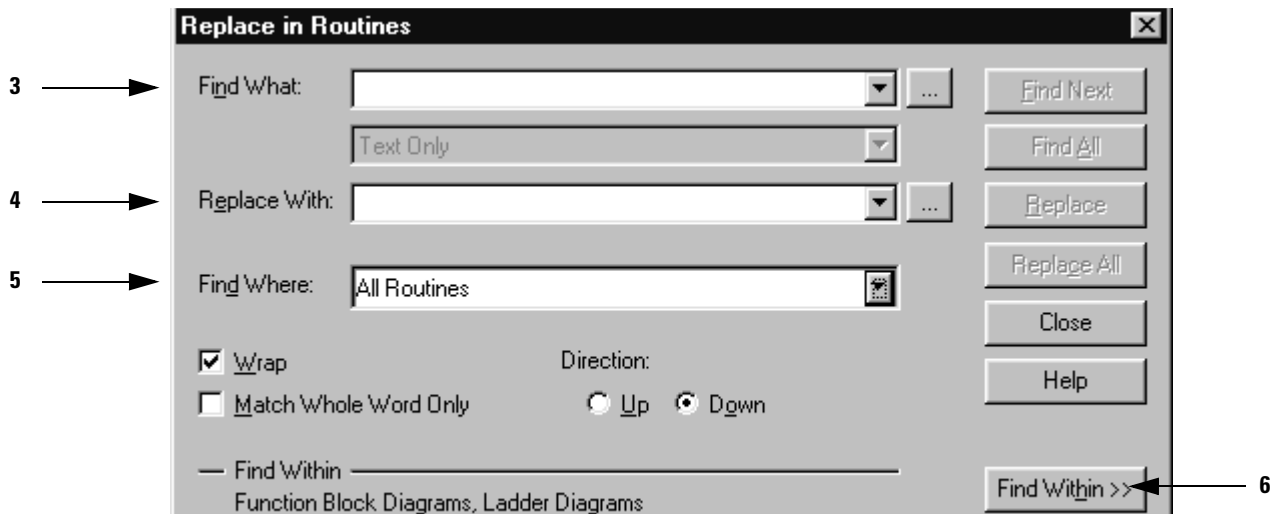 Replace in Routines
3 Find What: ... Find Next
Text Only Find All
4 Replace With: ... Replace
Replace All
5 Find Where: All Routines
Close
Wrap Direction:
Help
Match Whole Word Only Up Down
Find Within
Find Within >> 6
Function Block Diagrams, Ladder Diagrams